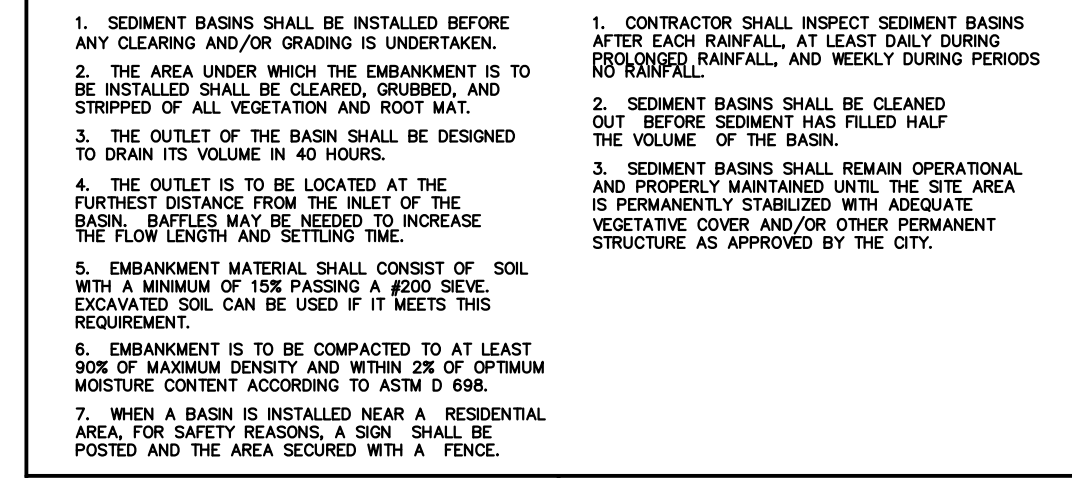 1. SEDIMENT BASINS SHALL BE INSTALLED BEFORE
ANY CLEARING AND/OR GRADING IS UNDERTAKEN.
2. THE AREA UNDER WHICH THE EMBANKMENT IS TO
BE INSTALLED SHALL BE CLEARED, GRUBBED, AND
STRIPPED OF ALL VEGETATION AND ROOT MAT.
3. THE OUTLET OF THE BASIN SHALL BE DESIGNED
TO DRAIN ITS VOLUME IN 40 HOURS.
4. THE OUTLET IS TO BE LOCATED AT THE
FURTHEST DISTANCE FROM THE INLET OF THE
BASIN. BAFFLES MAY BE NEEDED TO INCREASE
THE FLOW LENGTH AND SETTLING TIME.
5. EMBANKMENT MATERIAL SHALL CONSIST OF SOIL
WITH A MINIMUM OF 15% PASSING A #200 SIEVE.
EXCAVATED SOIL CAN BE USED IF IT MEETS THIS
REQUIREMENT.
6. EMBANKMENT IS TO BE COMPACTED TO AT LEAST
90% OF MAXIMUM DENSITY AND WITHIN 2% OF OPTIMUM
MOISTURE CONTENT ACCORDING TO ASTM D 698.
7. WHEN A BASIN IS INSTALLED NEAR A RESIDENTIAL
AREA, FOR SAFETY REASONS, A SIGN SHALL BE
POSTED AND THE AREA SECURED WITH A FENCE.
1. CONTRACTOR SHALL INSPECT SEDIMENT BASINS
AFTER EACH RAINFALL, AT LEAST DAILY DURING
PROLONGED RAINFALL, AND WEEKLY DURING PERIODS
NO RAINFALL.
2. SEDIMENT BASINS SHALL BE CLEANED
OUT BEFORE SEDIMENT HAS FILLED HALF
THE VOLUME OF THE BASIN.
3. SEDIMENT BASINS SHALL REMAIN OPERATIONAL
AND PROPERLY MAINTAINED UNTIL THE SITE AREA
IS PERMANENTLY STABILIZED WITH ADEQUATE
VEGETATIVE COVER AND/OR OTHER PERMANENT
STRUCTURE AS APPROVED BY THE CITY.